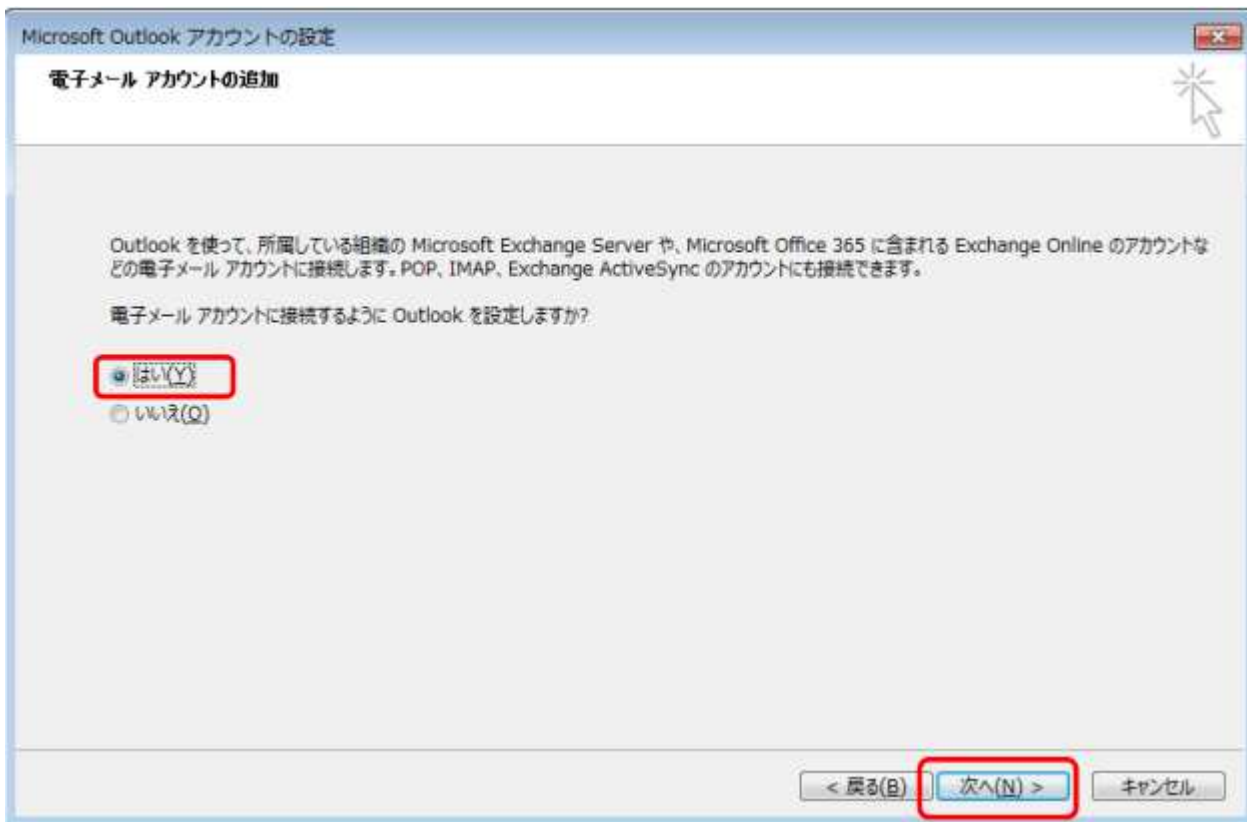 Microsoft Outlook アカウントの設定
電子メール アカウントの追加
Outlook を使って、所属している組織の Microsoft Exchange Server や、Microsoft Office 365 に含まれる Exchange Online のアカウントな
どの電子メール アカウントに接続します。POP、IMAP、Exchange ActiveSync のアカウントにも接続できます。
電子メール アカウントに接続するように Outlook を設定しますか?
はい(Y)
いいえ(O)
< 戻る(B) 次へ(N) > キャンセル